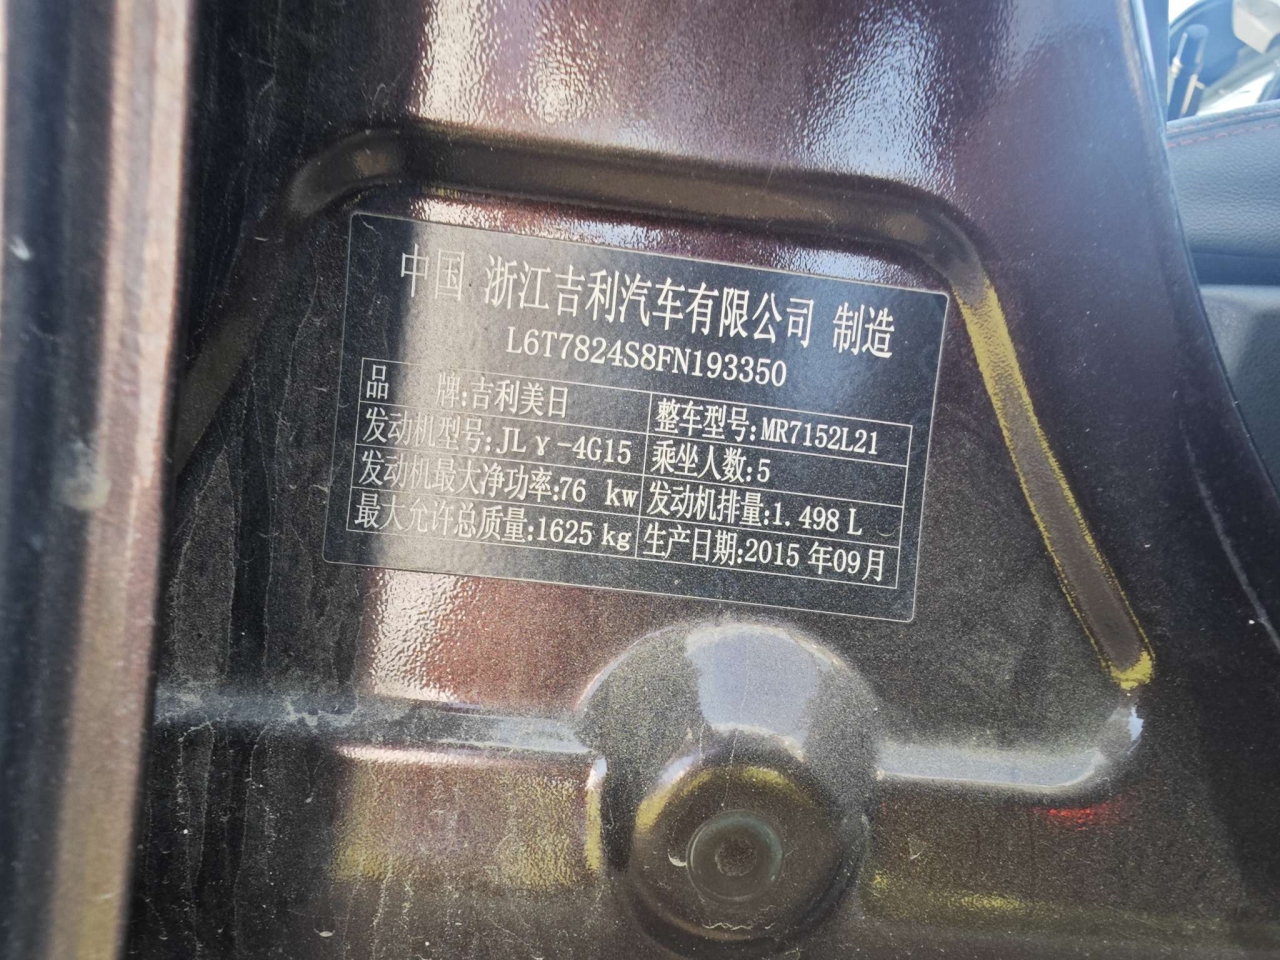 中国 浙江吉利汽车有限公司 制造
L6T7824S8FN193350
品 牌:吉利美日 整车型号:MR7152L21
发动机型号:JLγ-4G15 乘坐人数:5
发动机最大净功率:76 kw 发动机排量:1.498 L
最大允许总质量:1625 kg 生产日期:2015 年09月